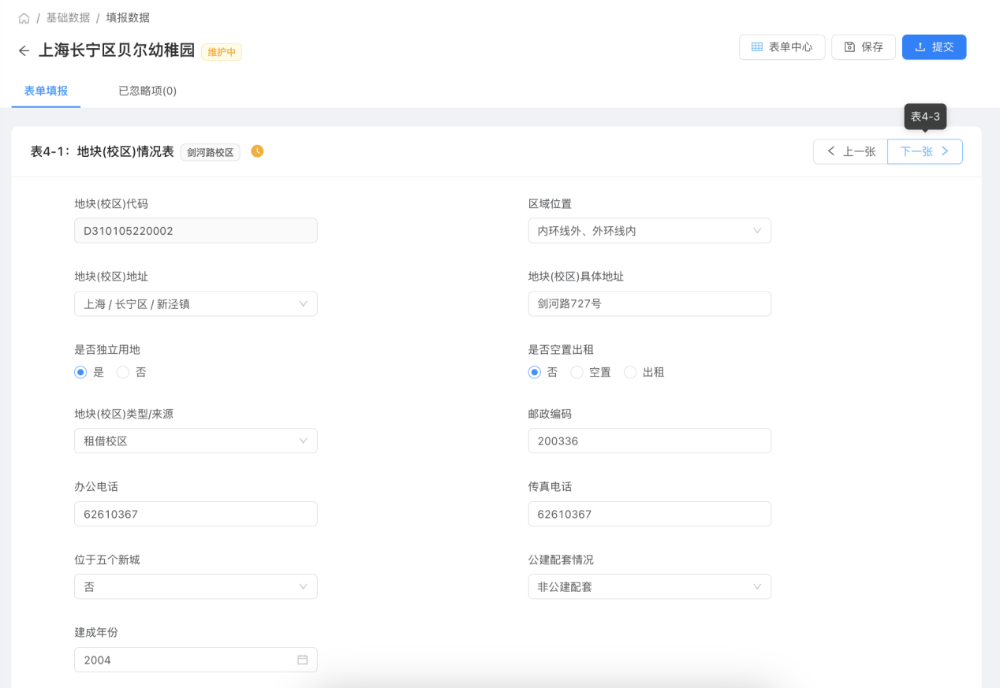 / 基础数据 / 填报数据
上海长宁区贝尔幼稚园 维护中
表单中心 保存 提交
表单填报 已忽略项(0)
表4-3
表4-1：地块(校区)情况表 剑河路校区
上一张 下一张
地块(校区)代码 区域位置
D310105220002 内环线外、外环线内
地块(校区)地址 地块(校区)具体地址
上海 / 长宁区 / 新泾镇 剑河路727号
是否独立用地 是否空置出租
是 否 否 空置 出租
地块(校区)类型/来源 邮政编码
租借校区 200336
办公电话 传真电话
62610367 62610367
位于五个新城 公建配套情况
否 非公建配套
建成年份
2004